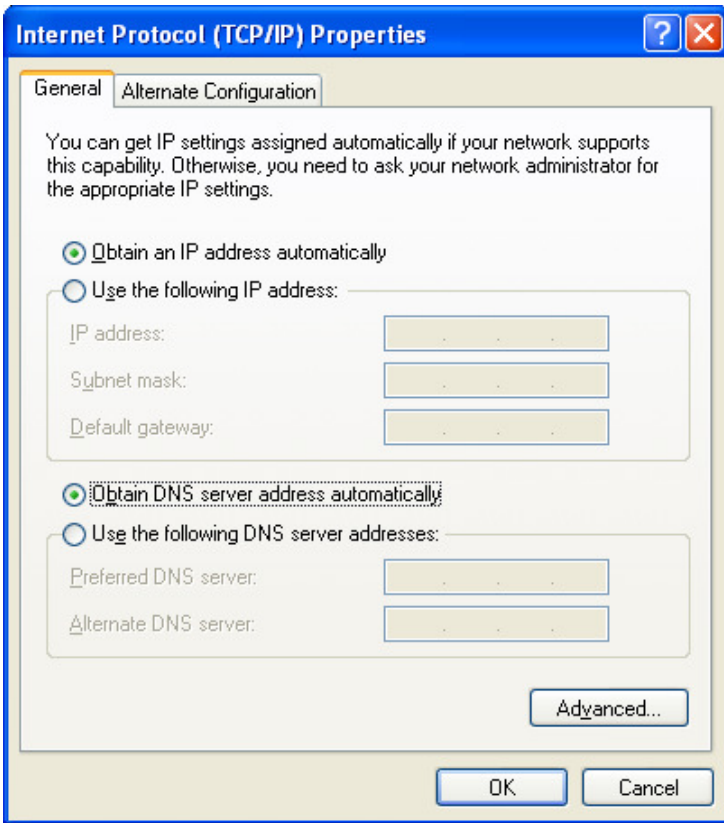 Internet Protocol (TCP/IP) Properties
General Alternate Configuration
You can get IP settings assigned automatically if your network supports
this capability. Otherwise, you need to ask your network administrator for
the appropriate IP settings.
Obtain an IP address automatically
Use the following IP address:
IP address:
Subnet mask:
Default gateway:
Obtain DNS server address automatically
Use the following DNS server addresses:
Preferred DNS server:
Alternate DNS server:
Advanced...
OK Cancel